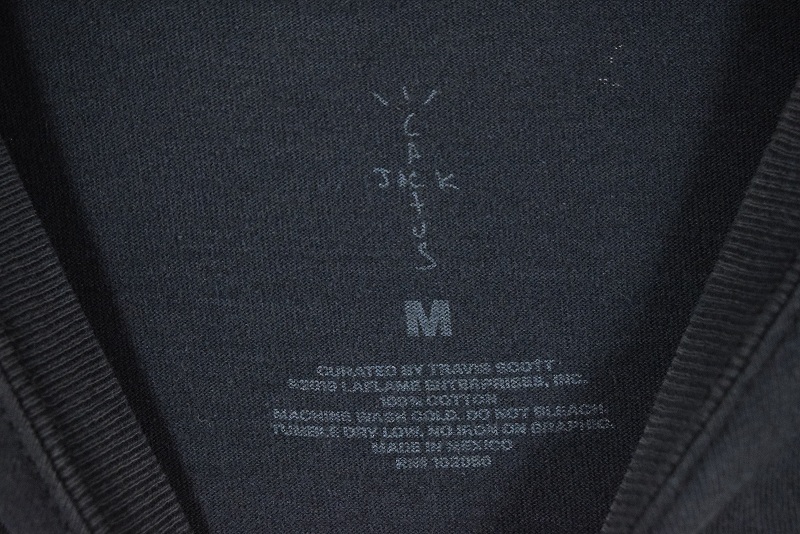 CACTUS
JACK
M
CURATED BY TRAVIS SCOTT
©2019 LAFLAME ENTERPRISES, INC.
100% COTTON
MACHINE WASH COLD. DO NOT BLEACH.
TUMBLE DRY LOW, NO IRON ON GRAPHIC.
MADE IN MEXICO
RN#